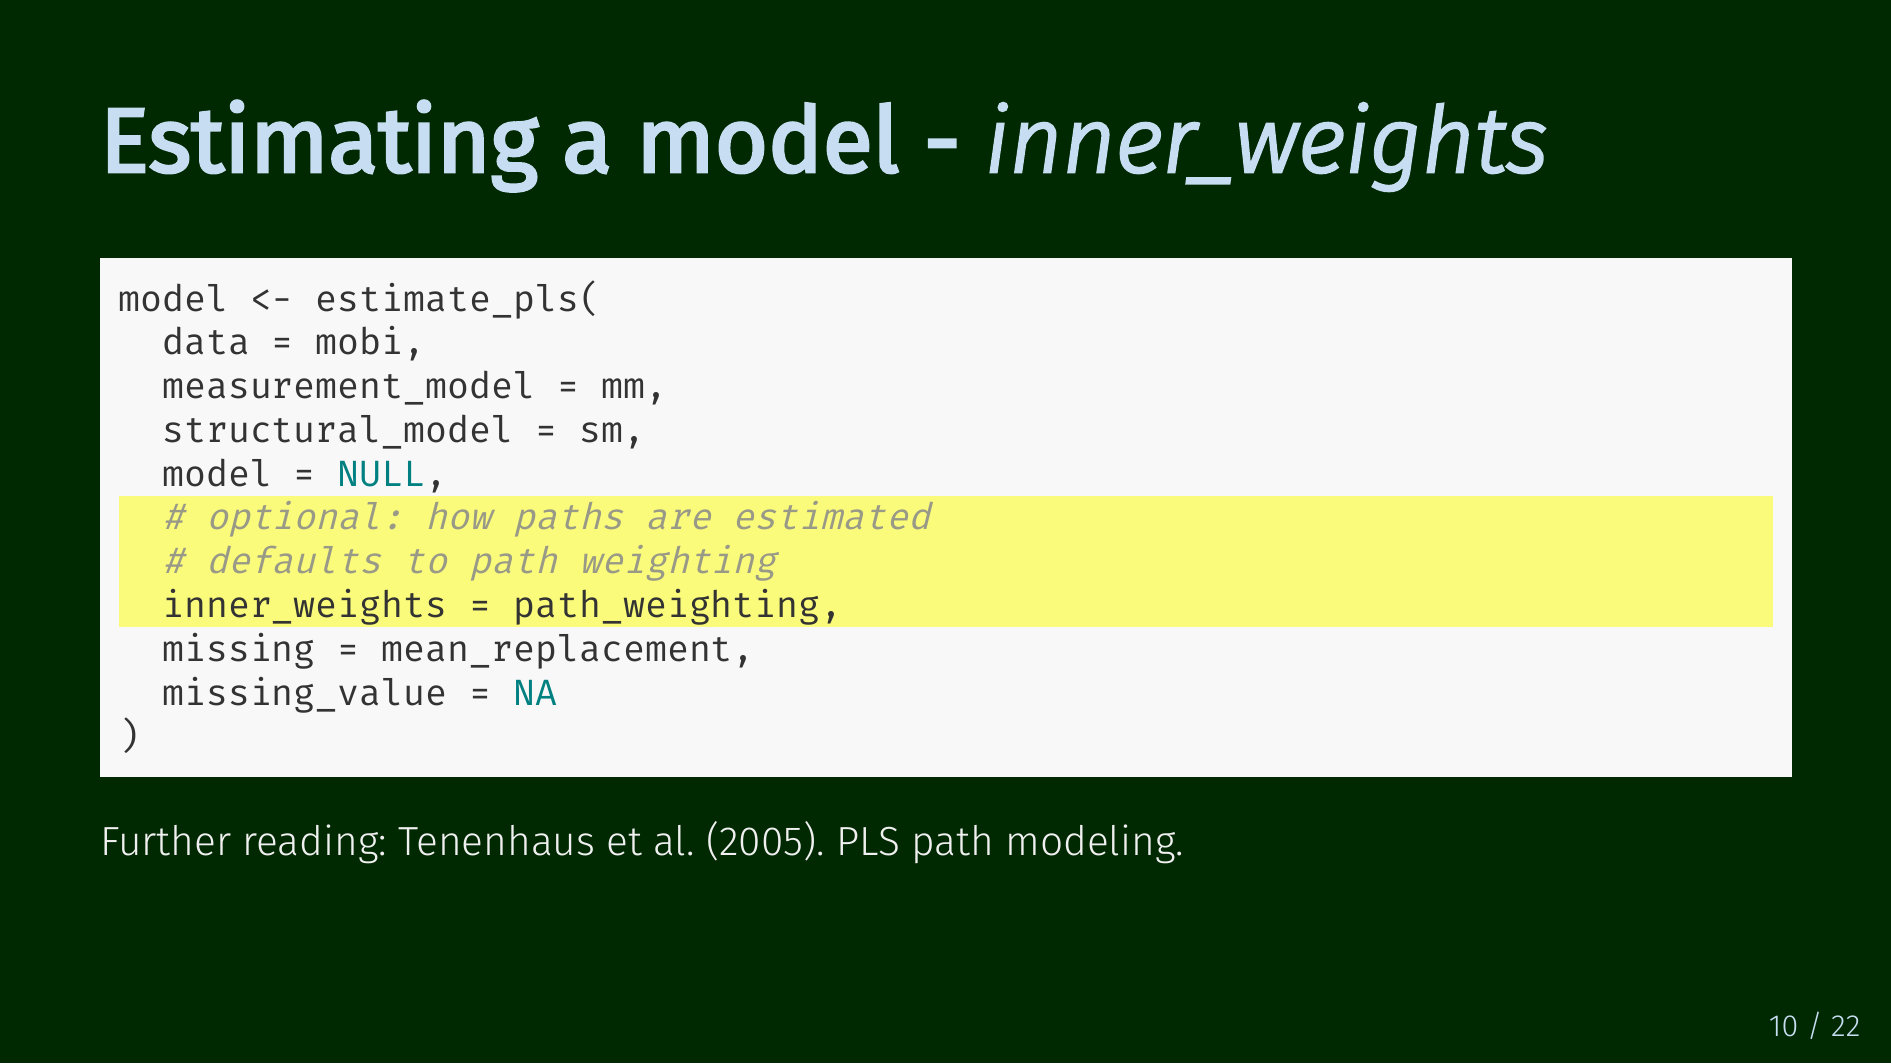 Estimating a model - inner_weights
model <- estimate_pls(
  data = mobi,
  measurement_model = mm,
  structural_model = sm,
  model = NULL,
  # optional: how paths are estimated
  # defaults to path weighting
  inner_weights = path_weighting,
  missing = mean_replacement,
  missing_value = NA
)
Further reading: Tenenhaus et al. (2005). PLS path modeling.
10 / 22